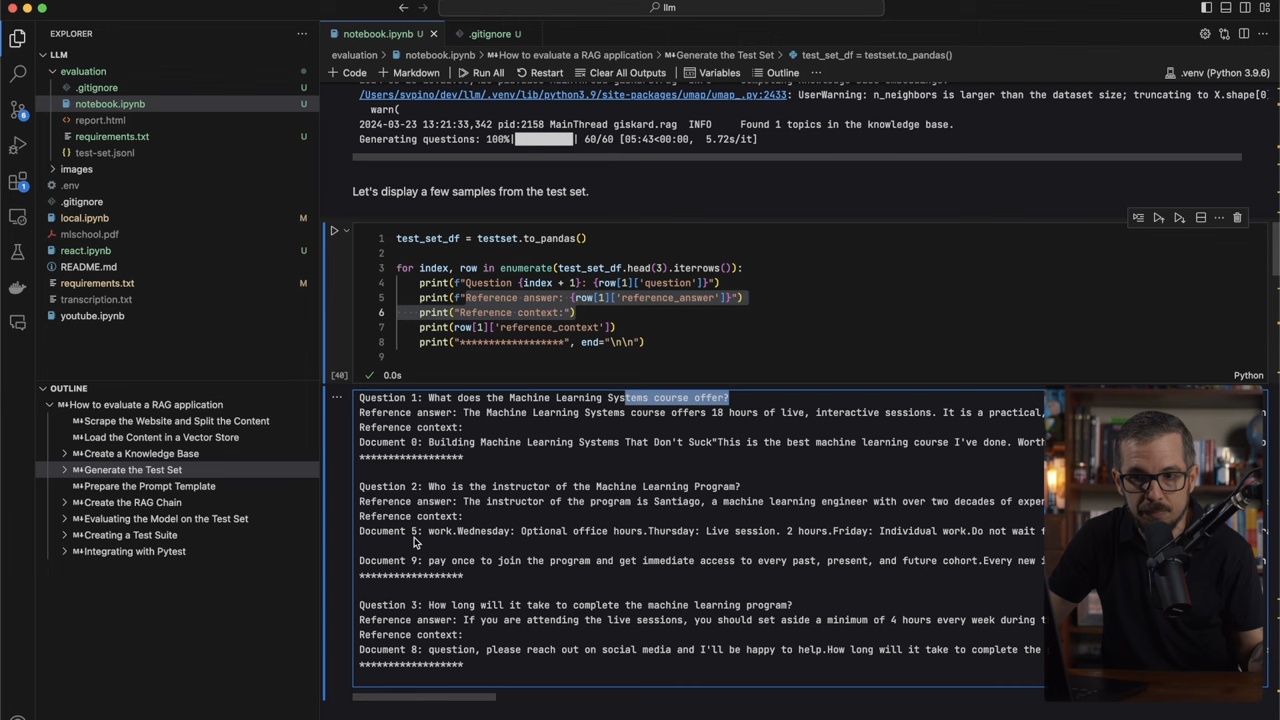 llm
EXPLORER
LLM
evaluation
.gitignore
notebook.ipynb
report.html
requirements.txt U
test-set.jsonl
images
.env
.gitignore
local.ipynb M
mlschool.pdf
react.ipynb U
README.md
requirements.txt M
transcription.txt
youtube.ipynb
6
1
OUTLINE
M↓How to evaluate a RAG application
M↓Scrape the Website and Split the Content
M↓Load the Content in a Vector Store
M↓Create a Knowledge Base
M↓Generate the Test Set
M↓Prepare the Prompt Template
M↓Create the RAG Chain
M↓Evaluating the Model on the Test Set
M↓Creating a Test Suite
M↓Integrating with Pytest
notebook.ipynb U
.gitignore U
evaluation > notebook.ipynb > M↓How to evaluate a RAG application > M↓Generate the Test Set > test_set_df = testset.to_pandas()
+ Code + Markdown Run All Restart Clear All Outputs Variables Outline ... .venv (Python 3.9.6)
/Users/svpino/dev/llm/.venv/lib/python3.9/site-packages/umap/umap_.py:2433: UserWarning: n_neighbors is larger than the dataset size; truncating to X.shape[0
warn(
2024-03-23 13:21:33,342 pid:2158 MainThread giskard.rag INFO Found 1 topics in the knowledge base.
Generating questions: 100%| | 60/60 [05:43<00:00, 5.72s/it]
Let's display a few samples from the test set.
1 test_set_df = testset.to_pandas()
2
3 for index, row in enumerate(test_set_df.head(3).iterrows()):
4 print(f"Question {index + 1}: {row[1]['question']}")
5 print(f"Reference answer: {row[1]['reference_answer']}")
6 print("Reference context:")
7 print(row[1]['reference_context'])
8 print("******************", end="\n\n")
9
[40] 0.0s Python
Question 1: What does the Machine Learning Systems course offer?
Reference answer: The Machine Learning Systems course offers 18 hours of live, interactive sessions. It is a practical,
Reference context:
Document 0: Building Machine Learning Systems That Don't Suck"This is the best machine learning course I've done. Worth
******************
Question 2: Who is the instructor of the Machine Learning Program?
Reference answer: The instructor of the program is Santiago, a machine learning engineer with over two decades of exper
Reference context:
Document 5: work.Wednesday: Optional office hours.Thursday: Live session. 2 hours.Friday: Individual work.Do not wait
Document 9: pay once to join the program and get immediate access to every past, present, and future cohort.Every new
******************
Question 3: How long will it take to complete the machine learning program?
Reference answer: If you are attending the live sessions, you should set aside a minimum of 4 hours every week during
Reference context:
Document 8: question, please reach out on social media and I'll be happy to help.How long will it take to complete the
******************